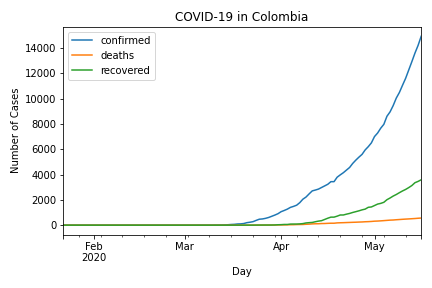 COVID-19 in Colombia
confirmed
deaths
recovered
Number of Cases
14000
12000
10000
8000
6000
4000
2000
0
Feb
2020
Mar
Apr
May
Day